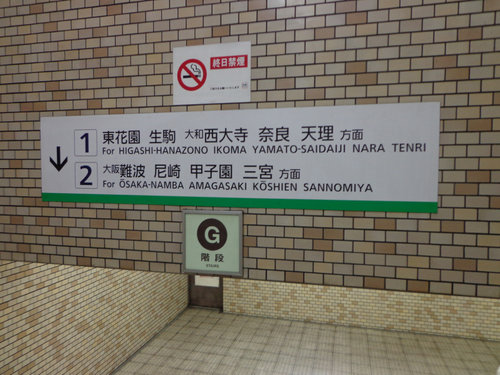 終日禁煙
1 東花園 生駒 大和西大寺 奈良 天理 方面
For HIGASHI-HANAZONO IKOMA YAMATO-SAIDAIJI NARA TENRI
2 大阪難波 尼崎 甲子園 三宮 方面
For ŌSAKA-NAMBA AMAGASAKI KŌSHIEN SANNOMIYA
G
階段
STAIRS